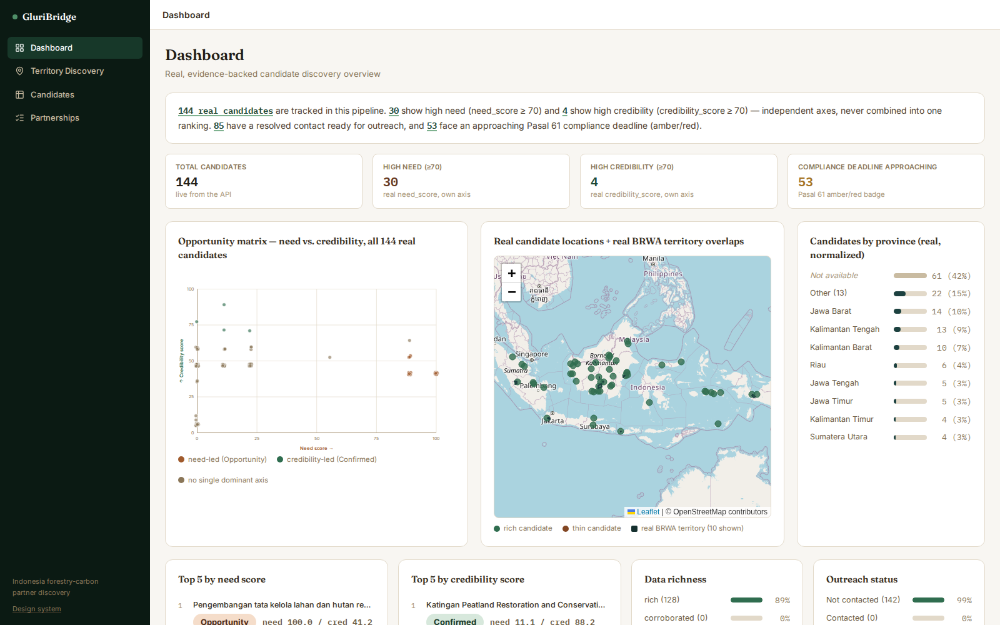 GluriBridge
Dashboard
Territory Discovery
Candidates
Partnerships
Indonesia forestry-carbon
partner discovery
Design system
Dashboard
Dashboard
Real, evidence-backed candidate discovery overview
144 real candidates are tracked in this pipeline. 30 show high need (need_score ≥ 70) and 4 show high credibility (credibility_score ≥ 70) — independent axes, never combined into one
ranking. 85 have a resolved contact ready for outreach, and 53 face an approaching Pasal 61 compliance deadline (amber/red).
TOTAL CANDIDATES
144
live from the API
HIGH NEED (≥70)
30
real need_score, own axis
HIGH CREDIBILITY (≥70)
4
real credibility_score, own axis
COMPLIANCE DEADLINE APPROACHING
53
Pasal 61 amber/red badge
Opportunity matrix — need vs. credibility, all 144 real
candidates
100
75
50
25
0
0
25
50
75
100
↑ Credibility score
Need score →
need-led (Opportunity)
credibility-led (Confirmed)
no single dominant axis
Real candidate locations + real BRWA territory overlaps
+
−
Viet Nam
Manila
Philippines
រាជធានី
ភ្នំពេញ
dan
Malaysia
Singapore
Borneo/
Kalimantan
Sumatra
Palembang
Indonesia
Jakarta
Surabaya
Leaflet | © OpenStreetMap contributors
rich candidate
thin candidate
real BRWA territory (10 shown)
Candidates by province (real,
normalized)
Not available 61 (42%)
Other (13) 22 (15%)
Jawa Barat 14 (10%)
Kalimantan Tengah 13 (9%)
Kalimantan Barat 10 (7%)
Riau 6 (4%)
Jawa Tengah 5 (3%)
Jawa Timur 5 (3%)
Kalimantan Timur 4 (3%)
Sumatera Utara 4 (3%)
Top 5 by need score
1 Pengembangan tata kelola lahan dan hutan re...
Opportunity need 100.0 / cred 41.2
Top 5 by credibility score
1 Katingan Peatland Restoration and Conservati...
Confirmed need 11.1 / cred 88.2
Data richness
rich (128) 89%
corroborated (0) 0%
Outreach status
Not contacted (142) 99%
Contacted (0) 0%